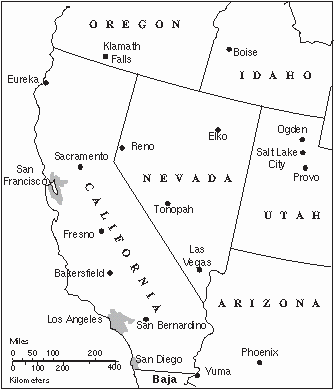 OREGON
Klamath
Falls
Boise
IDAHO
Eureka
Elko
Ogden
Reno
Salt Lake
City
Provo
Sacramento
San
Francisco
NEVADA
CALIFORNIA
Tonopah
UTAH
Fresno
Las
Vegas
Bakersfield
ARIZONA
Los Angeles
San Bernardino
Miles
0 50 100 200
0 50 100 200 400
Kilometers
San Diego
Phoenix
Yuma
Baja